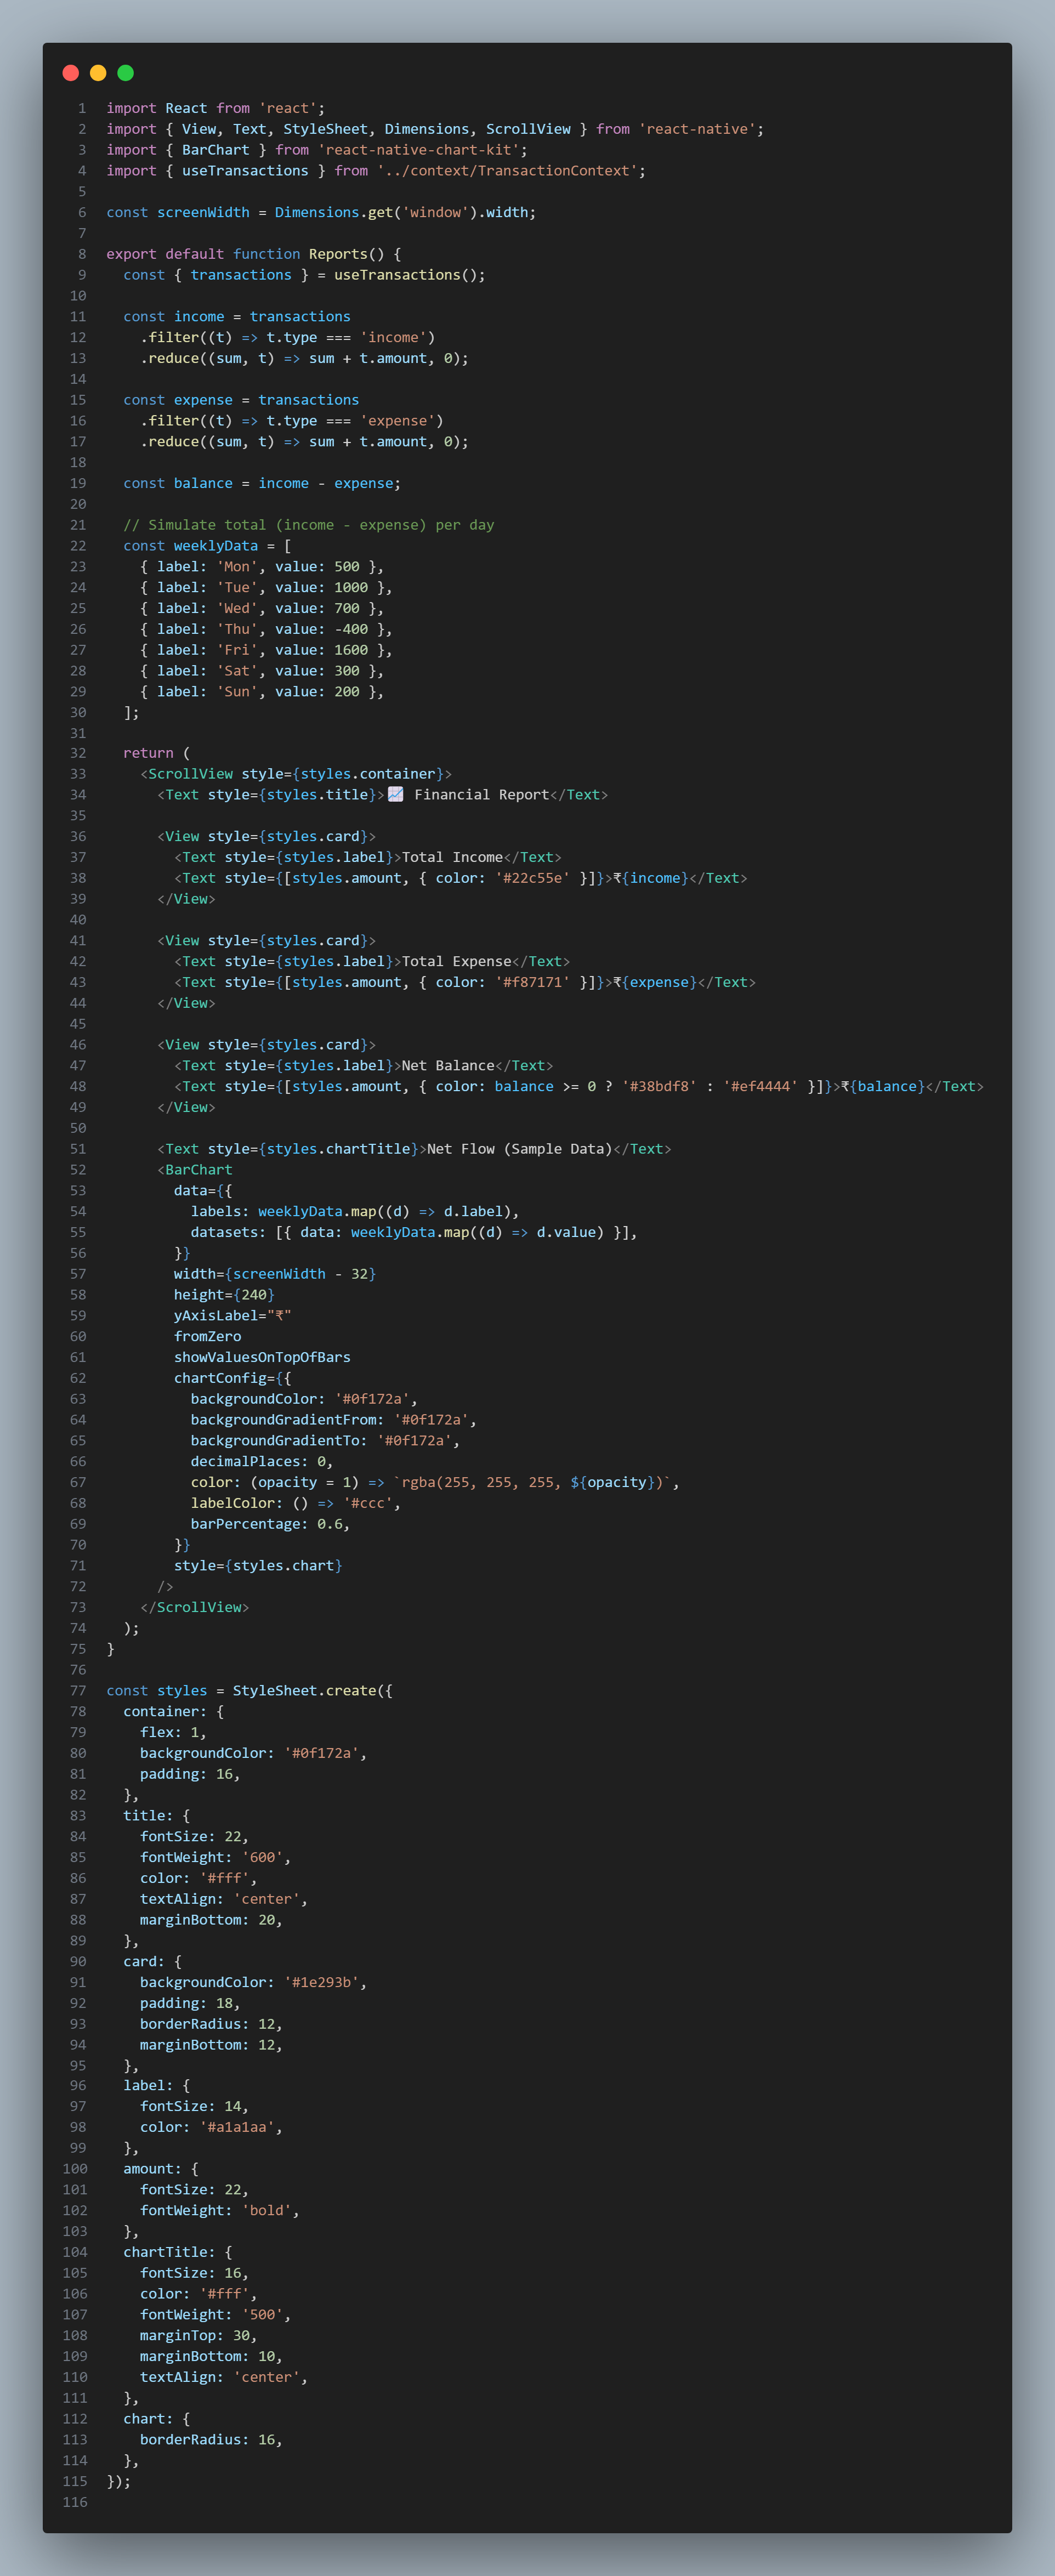 1 import React from 'react';
2 import { View, Text, StyleSheet, Dimensions, ScrollView } from 'react-native';
3 import { BarChart } from 'react-native-chart-kit';
4 import { useTransactions } from '../context/TransactionContext';
5
6 const screenWidth = Dimensions.get('window').width;
7
8 export default function Reports() {
9   const { transactions } = useTransactions();
10
11   const income = transactions
12     .filter((t) => t.type === 'income')
13     .reduce((sum, t) => sum + t.amount, 0);
14
15   const expense = transactions
16     .filter((t) => t.type === 'expense')
17     .reduce((sum, t) => sum + t.amount, 0);
18
19   const balance = income - expense;
20
21   // Simulate total (income - expense) per day
22   const weeklyData = [
23     { label: 'Mon', value: 500 },
24     { label: 'Tue', value: 1000 },
25     { label: 'Wed', value: 700 },
26     { label: 'Thu', value: -400 },
27     { label: 'Fri', value: 1600 },
28     { label: 'Sat', value: 300 },
29     { label: 'Sun', value: 200 },
30   ];
31
32   return (
33     <ScrollView style={styles.container}>
34       <Text style={styles.title}>📈 Financial Report</Text>
35
36       <View style={styles.card}>
37         <Text style={styles.label}>Total Income</Text>
38         <Text style={[styles.amount, { color: '#22c55e' }]}>₹{income}</Text>
39       </View>
40
41       <View style={styles.card}>
42         <Text style={styles.label}>Total Expense</Text>
43         <Text style={[styles.amount, { color: '#f87171' }]}>₹{expense}</Text>
44       </View>
45
46       <View style={styles.card}>
47         <Text style={styles.label}>Net Balance</Text>
48         <Text style={[styles.amount, { color: balance >= 0 ? '#38bdf8' : '#ef4444' }]}>₹{balance}</Text>
49       </View>
50
51       <Text style={styles.chartTitle}>Net Flow (Sample Data)</Text>
52       <BarChart
53         data={{
54           labels: weeklyData.map((d) => d.label),
55           datasets: [{ data: weeklyData.map((d) => d.value) }],
56         }}
57         width={screenWidth - 32}
58         height={240}
59         yAxisLabel="₹"
60         fromZero
61         showValuesOnTopOfBars
62         chartConfig={{
63           backgroundColor: '#0f172a',
64           backgroundGradientFrom: '#0f172a',
65           backgroundGradientTo: '#0f172a',
66           decimalPlaces: 0,
67           color: (opacity = 1) => `rgba(255, 255, 255, ${opacity})`,
68           labelColor: () => '#ccc',
69           barPercentage: 0.6,
70         }}
71         style={styles.chart}
72       />
73     </ScrollView>
74   );
75 }
76
77 const styles = StyleSheet.create({
78   container: {
79     flex: 1,
80     backgroundColor: '#0f172a',
81     padding: 16,
82   },
83   title: {
84     fontSize: 22,
85     fontWeight: '600',
86     color: '#fff',
87     textAlign: 'center',
88     marginBottom: 20,
89   },
90   card: {
91     backgroundColor: '#1e293b',
92     padding: 18,
93     borderRadius: 12,
94     marginBottom: 12,
95   },
96   label: {
97     fontSize: 14,
98     color: '#a1a1aa',
99   },
100   amount: {
101     fontSize: 22,
102     fontWeight: 'bold',
103   },
104   chartTitle: {
105     fontSize: 16,
106     color: '#fff',
107     fontWeight: '500',
108     marginTop: 30,
109     marginBottom: 10,
110     textAlign: 'center',
111   },
112   chart: {
113     borderRadius: 16,
114   },
115 });
116